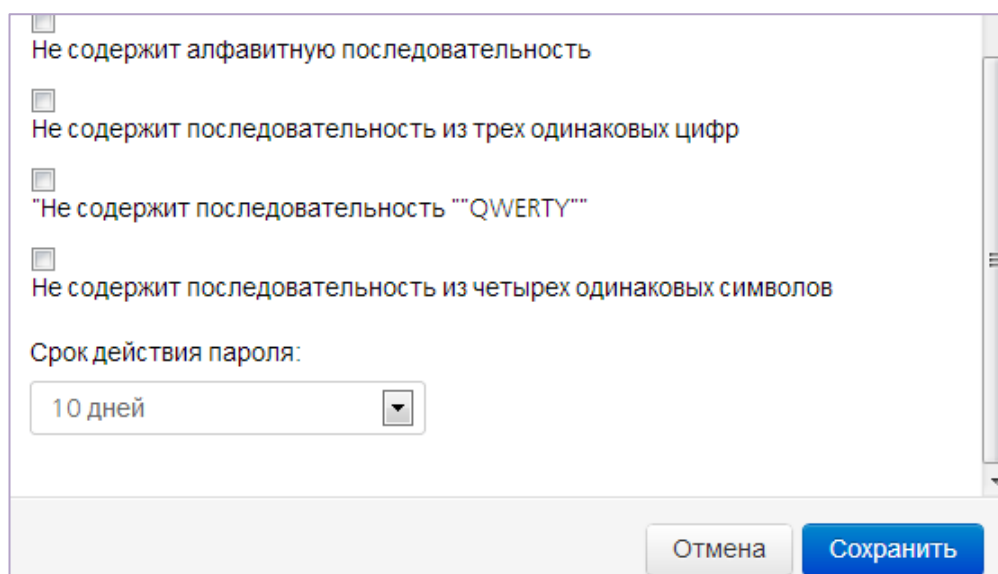 Не содержит алфавитную последовательность
Не содержит последовательность из трех одинаковых цифр
"Не содержит последовательность ""QWERTY""
Не содержит последовательность из четырех одинаковых символов
Срок действия пароля:
10 дней
Отмена
Сохранить